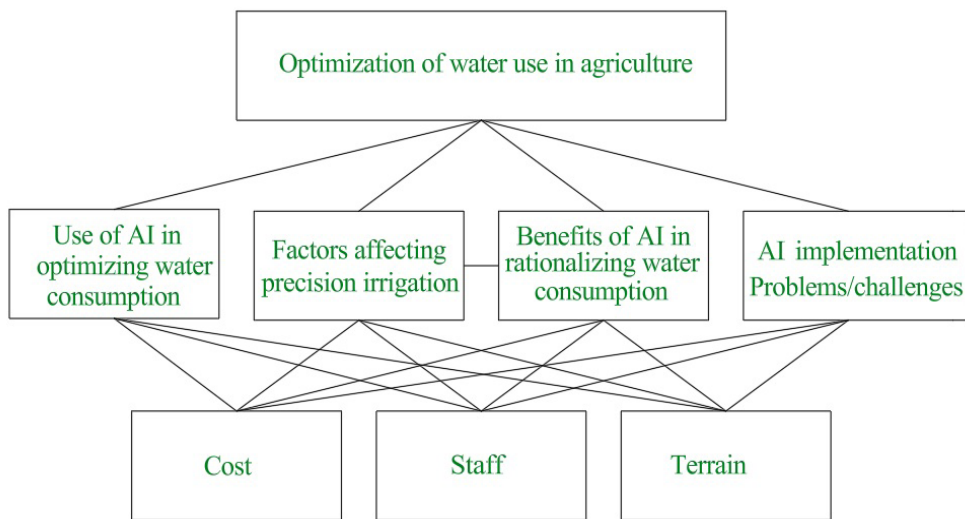 Optimization of water use in agriculture
Use of AI in
optimizing water
consumption
Factors affecting
precision irrigation
Benefits of AI in
rationalizing water
consumption
AI implementation
Problems/challenges
Cost
Staff
Terrain